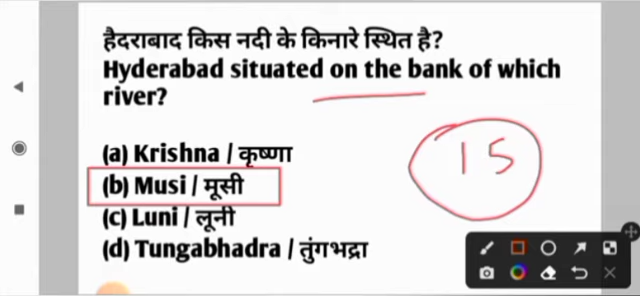 हैदराबाद किस नदी के किनारे स्थित है?
Hyderabad situated on the bank of which
river?
15
(a) Krishna / कृष्णा
(b) Musi / मूसी
(c) Luni / लूनी
(d) Tungabhadra / तुंगभद्रा